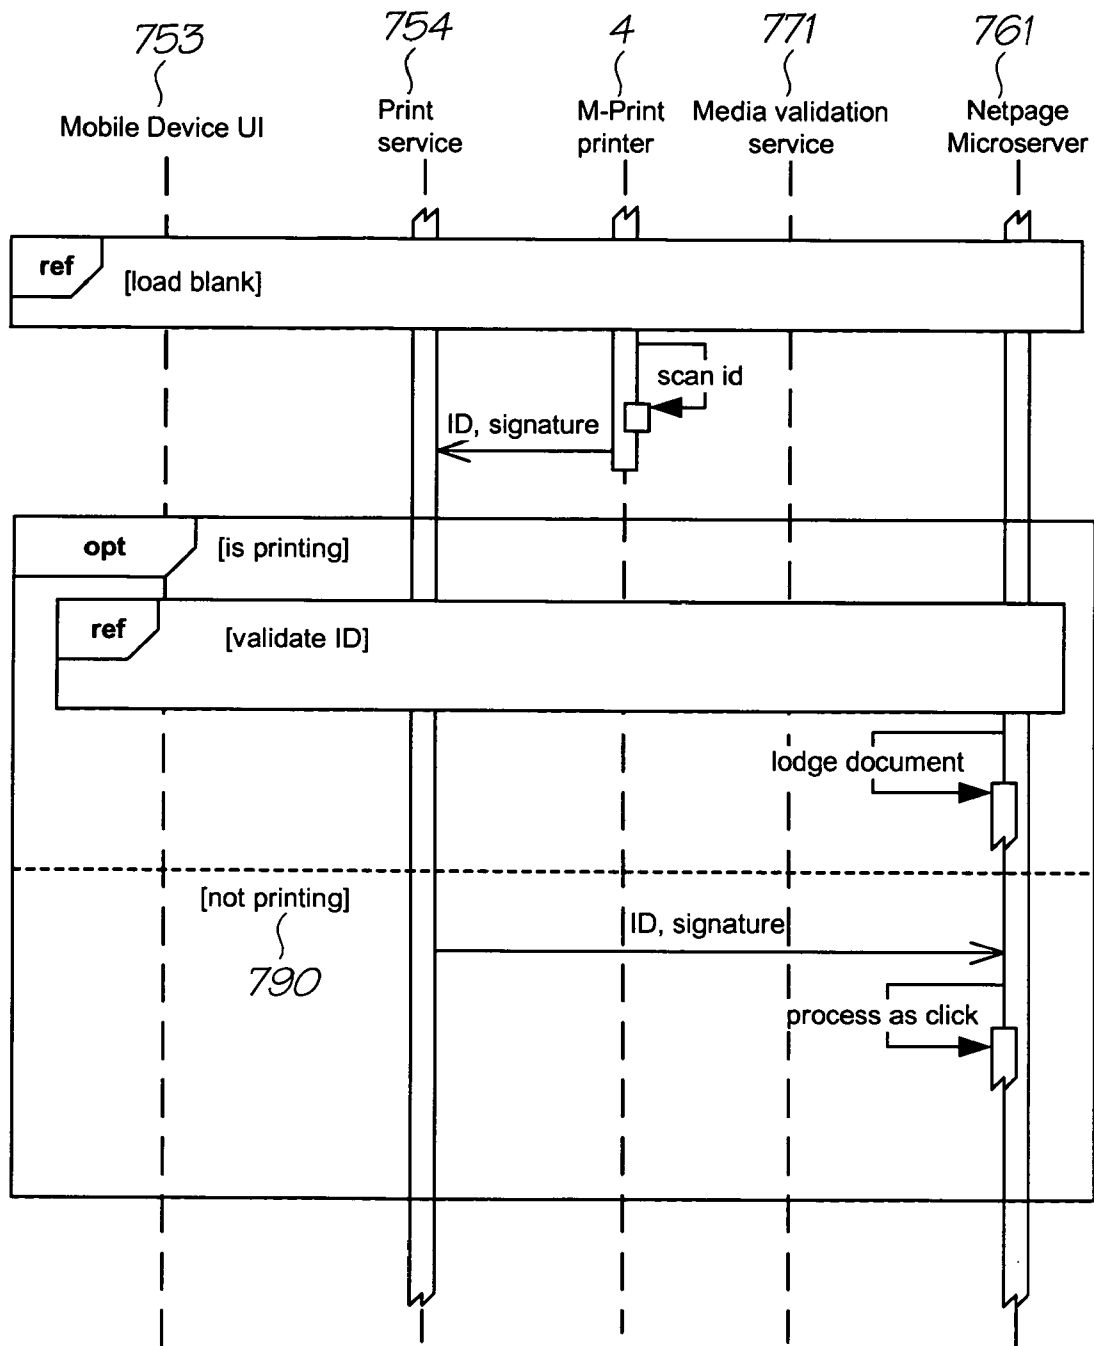 753
754
4
771
761
Mobile Device UI
Print
service
M-Print
printer
Media validation
service
Netpage
Microserver
ref
[load blank]
scan id
ID, signature
opt
[is printing]
ref
[validate ID]
lodge document
[not printing]
790
ID, signature
process as click